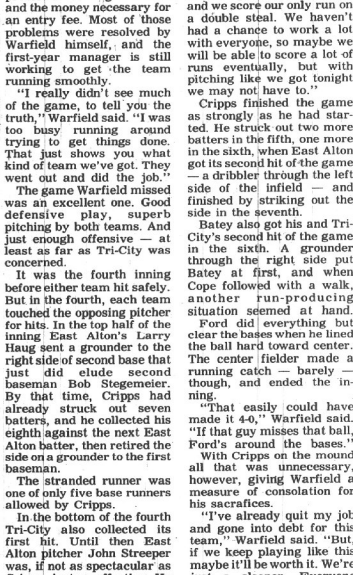 and the money necessary for
an entry fee. Most of those
problems were resolved by
Warfield himself, and the
first-year manager is still
working to get the team
running smoothly.
"I really didn't see much
of the game, to tell you the
truth," Warfield said. "I was
too busy running around
trying to get things done.
That just shows you what
kind of team we've got. They
went out and did the job."
The game Warfield missed
was an excellent one. Good
defensive play, superb
pitching by both teams. And
just enough offensive — at
least as far as Tri-City was
concerned.
It was the fourth inning
before either team hit safely.
But in the fourth, each team
touched the opposing pitcher
for hits. In the top half of the
inning East Alton's Larry
Haug sent a grounder to the
right side of second base that
just did elude second
baseman Bob Stegemeier.
By that time, Cripps had
already struck out seven
batters, and he collected his
eighth against the next East
Alton batter, then retired the
side on a grounder to the first
baseman.
The stranded runner was
one of only five base runners
allowed by Cripps.
In the bottom of the fourth
Tri-City also collected its
first hit. Until then East
Alton pitcher John Streeper
was, if not as spectacular as
and we score our only run on
a double steal. We haven't
had a chance to work a lot
with everyone, so maybe we
will be able to score a lot of
runs eventually, but with
pitching like we got tonight
we may not have to."
Cripps finished the game
as strongly as he had star-
ted. He struck out two more
batters in the fifth, one more
in the sixth, when East Alton
got its second hit of the game
— a dribbler through the left
side of the infield — and
finished by striking out the
side in the seventh.
Batey also got his and Tri-
City's second hit of the game
in the sixth. A grounder
through the right side put
Batey at first, and when
Cope followed with a walk,
another run-producing
situation seemed at hand.
Ford did everything but
clear the bases when he lined
the ball hard toward center.
The center fielder made a
running catch — barely —
though, and ended the in-
ning.
"That easily could have
made it 4-0," Warfield said.
"If that guy misses that ball,
Ford's around the bases."
With Cripps on the mound
all that was unnecessary,
however, giving Warfield a
measure of consolation for
his sacrafices.
"I've already quit my job
and gone into debt for this
team," Warfield said. "But,
if we keep playing like this
maybe it'll be worth it. We're